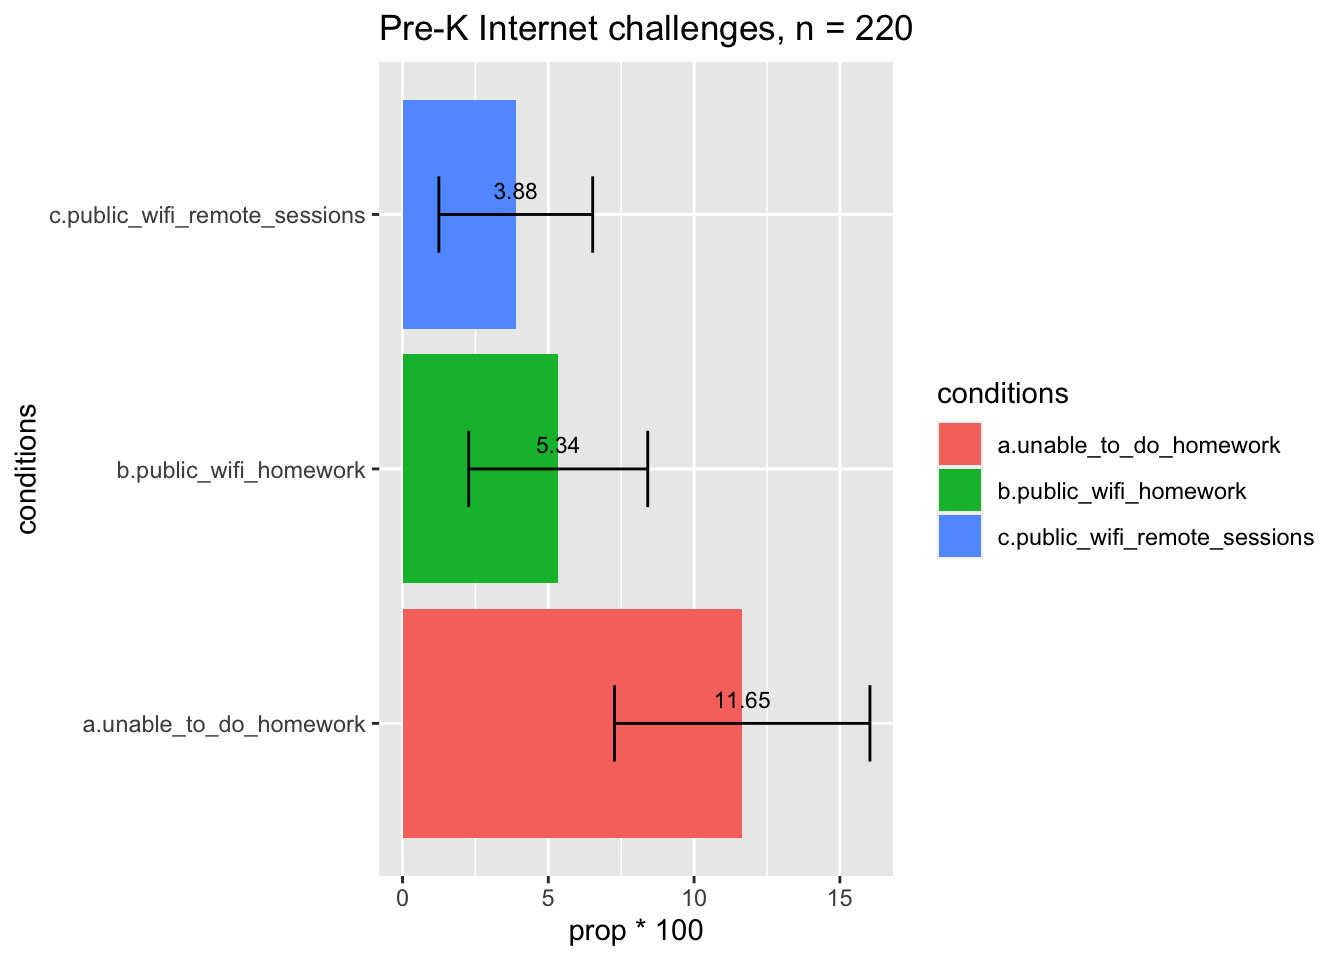 Pre-K Internet challenges, n = 220
c.public_wifi_remote_sessions
3.88
b.public_wifi_homework
5.34
a.unable_to_do_homework
11.65
conditions
0 5 10 15
prop * 100
conditions
a.unable_to_do_homework
b.public_wifi_homework
c.public_wifi_remote_sessions